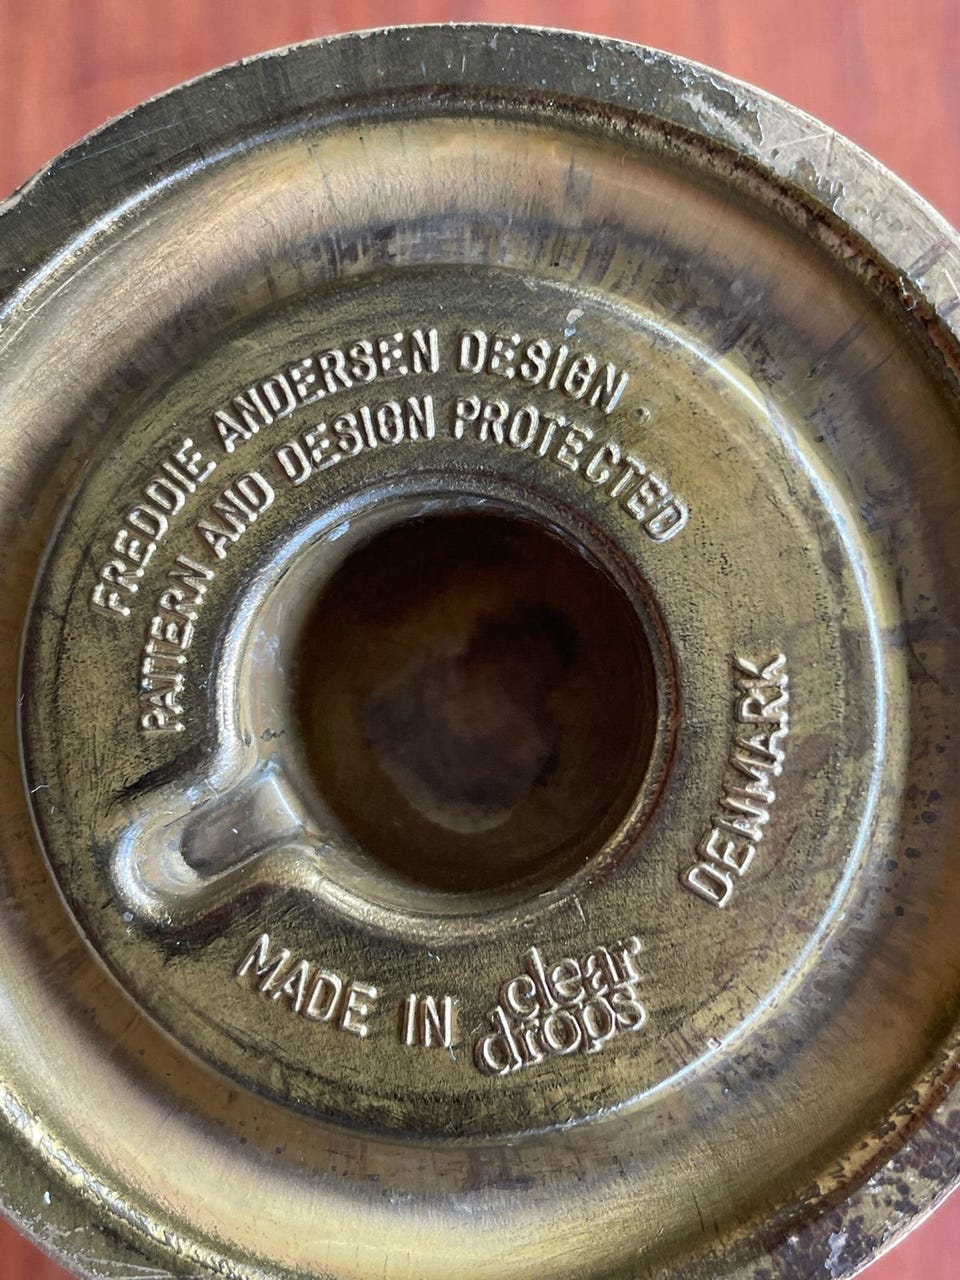 FREDDIE ANDERSEN DESIGN
PATTERN AND DESIGN PROTECTED
MADE IN
clear
drops
DENMARK